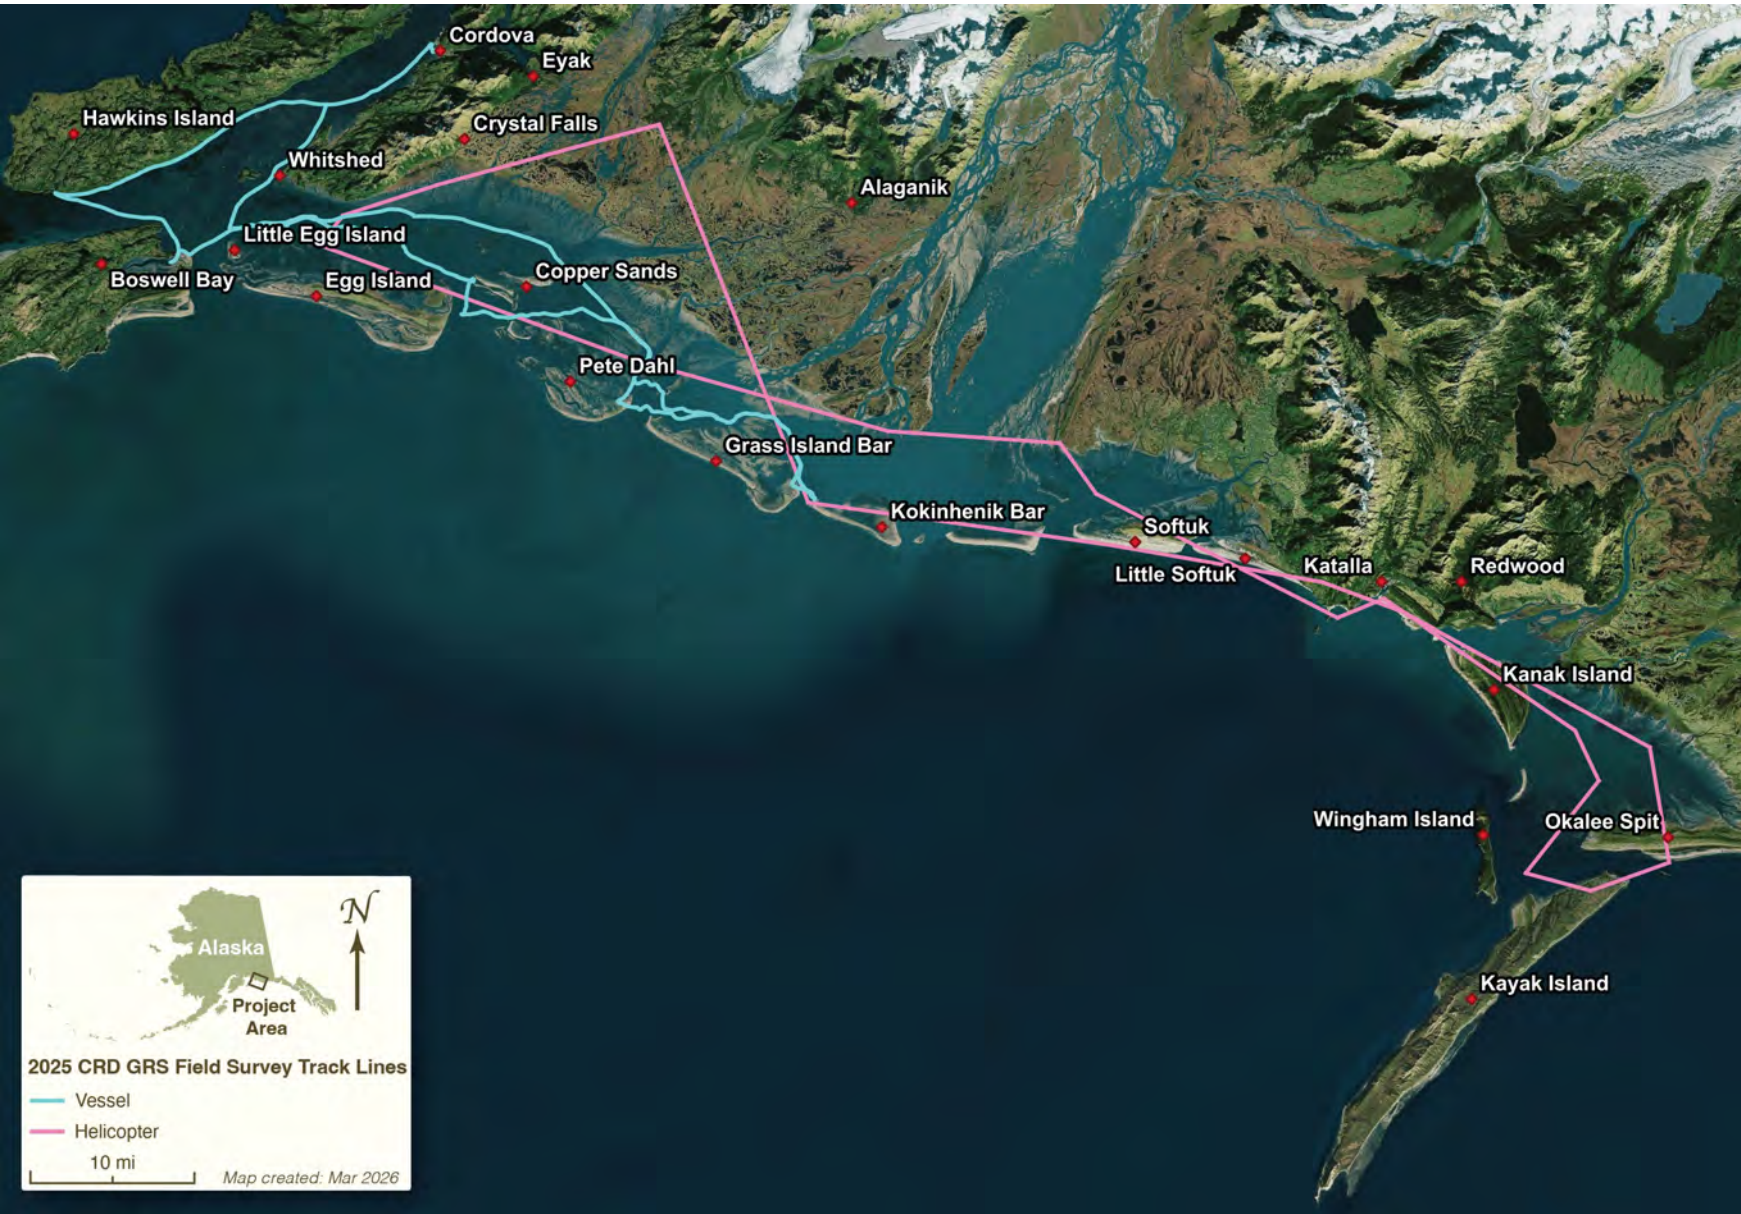 Cordova
Eyak
Hawkins Island
Crystal Falls
Whitshed
Alaganik
Little Egg Island
Boswell Bay
Egg Island
Copper Sands
Pete Dahl
Grass Island Bar
Kokinhenik Bar
Softuk
Little Softuk
Katalla
Redwood
Kanak Island
Wingham Island
Okalee Spit
Kayak Island
N
Alaska
Project
Area
2025 CRD GRS Field Survey Track Lines
Vessel
Helicopter
10 mi
Map created: Mar 2026